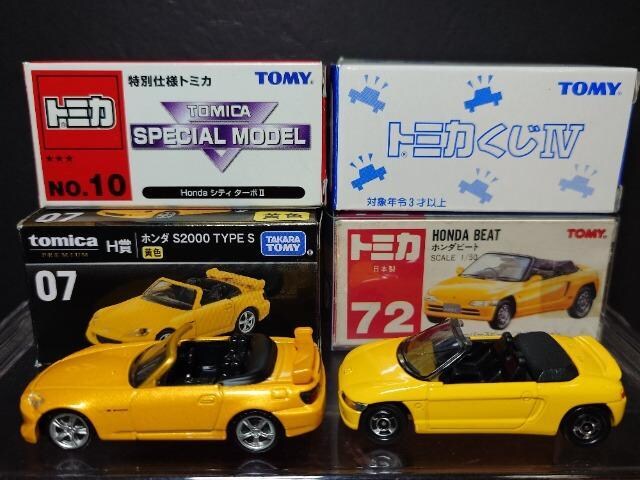 特別仕様トミカ
TOMY
トミカ
TOMICA
SPECIAL MODEL
★★★
NO.10
Honda シティ ターボⅡ
TOMY
トミカくじⅣ
対象年令3才以上
07
tomica
PREMIUM
H賞
ホンダ S2000 TYPE S
黄色
TAKARA
TOMY
07
トミカ
日本製
72
HONDA BEAT
ホンダビート
SCALE 1/50
TOMY